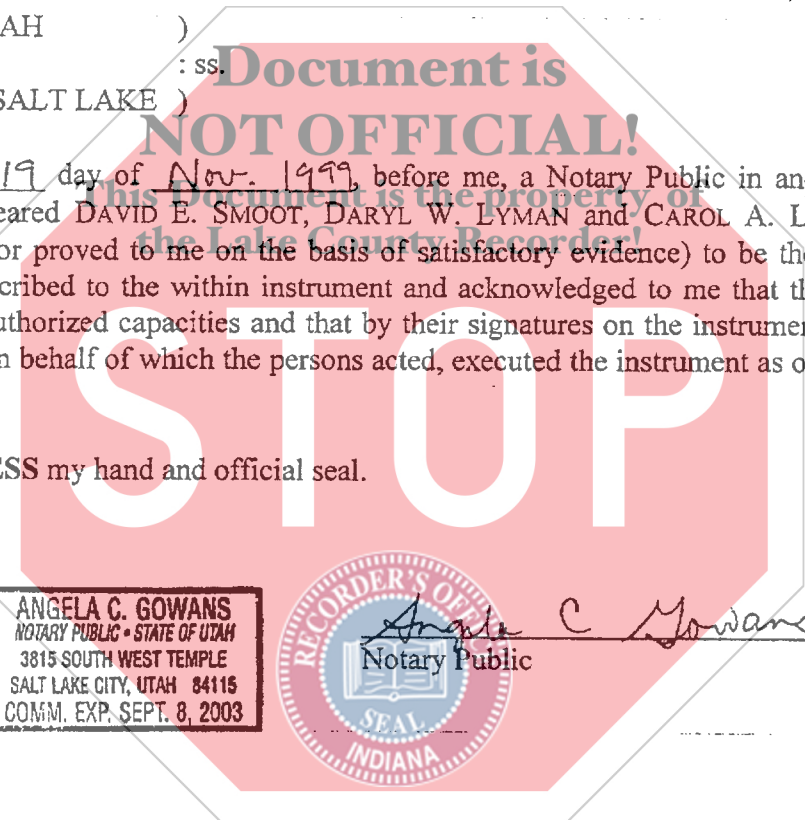 AH )
: ss.
SALT LAKE )
Document is
NOT OFFICIAL!
This Document is the property of
the Lake County Recorder!
STOP
19 day of Nov. 1999, before me, a Notary Public in an
eared DAVID E. SMOOT, DARYL W. LYMAN and CAROL A. L
or proved to me on the basis of satisfactory evidence) to be the
cribed to the within instrument and acknowledged to me that th
uthorized capacities and that by their signatures on the instrumen
n behalf of which the persons acted, executed the instrument as o
ESS my hand and official seal.
ANGELA C. GOWANS
NOTARY PUBLIC • STATE OF UTAH
3815 SOUTH WEST TEMPLE
SALT LAKE CITY, UTAH 84115
COMM. EXP. SEPT. 8, 2003
Angela C Gowans
Notary Public
RECORDER'S OFFICE
SEAL
INDIANA